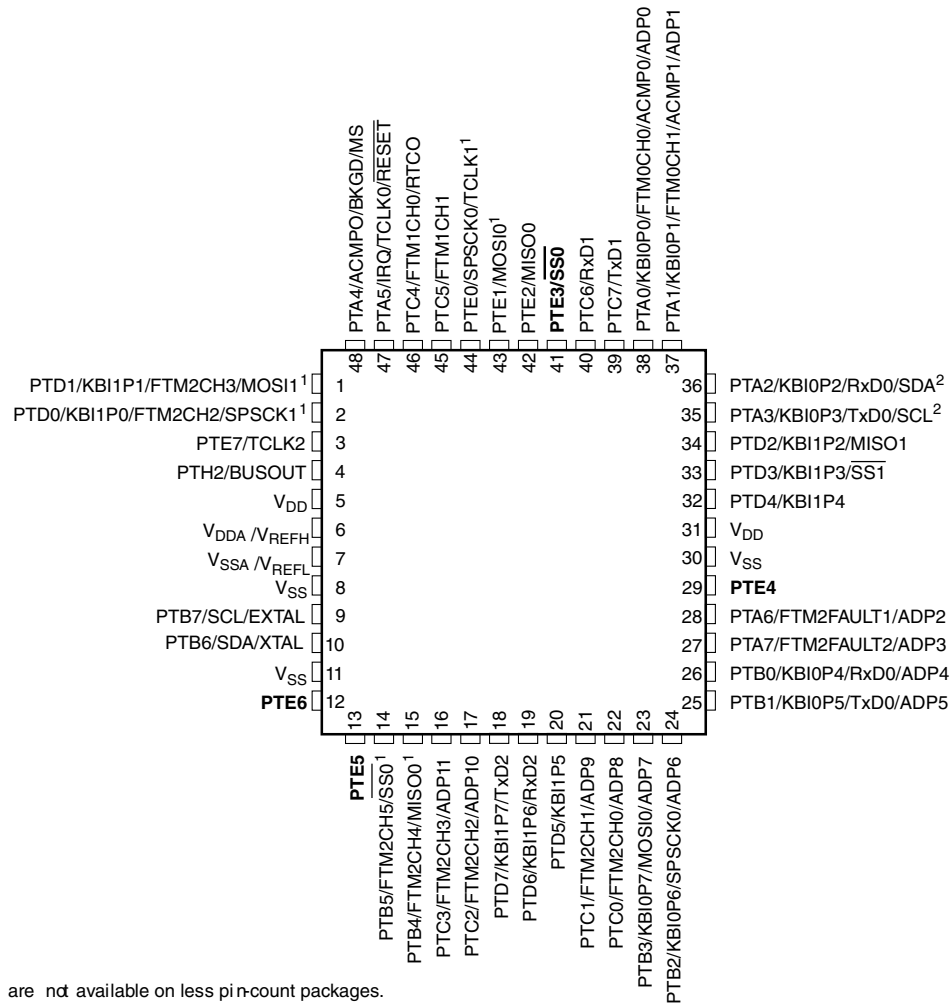 PTA4/ACMPO/BKGD/MS
PTA5/IRQ/TCLK0/RESET
PTC4/FTM1CH0/RTCO
PTC5/FTM1CH1
PTE0/SPSCK0/TCLK1¹
PTE1/MOSI0¹
PTE2/MISO0
PTE3/SS0
PTC6/RxD1
PTC7/TxD1
PTA0/KBI0P0/FTM0CH0/ACMP0/ADP0
PTA1/KBI0P1/FTM0CH1/ACMP1/ADP1
48 47 46 45 44 43 42 41 40 39 38 37
PTD1/KBI1P1/FTM2CH3/MOSI1¹ 1
PTD0/KBI1P0/FTM2CH2/SPSCK1¹ 2
PTE7/TCLK2 3
PTH2/BUSOUT 4
VDD 5
VDDA /VREFH 6
VSSA /VREFL 7
VSS 8
PTB7/SCL/EXTAL 9
PTB6/SDA/XTAL 10
VSS 11
PTE6 12
36 PTA2/KBI0P2/RxD0/SDA²
35 PTA3/KBI0P3/TxD0/SCL²
34 PTD2/KBI1P2/MISO1
33 PTD3/KBI1P3/SS1
32 PTD4/KBI1P4
31 VDD
30 VSS
29 PTE4
28 PTA6/FTM2FAULT1/ADP2
27 PTA7/FTM2FAULT2/ADP3
26 PTB0/KBI0P4/RxD0/ADP4
25 PTB1/KBI0P5/TxD0/ADP5
13 14 15 16 17 18 19 20 21 22 23 24
PTE5
PTB5/FTM2CH5/SS0¹
PTB4/FTM2CH4/MISO0¹
PTC3/FTM2CH3/ADP11
PTC2/FTM2CH2/ADP10
PTD7/KBI1P7/TxD2
PTD6/KBI1P6/RxD2
PTD5/KBI1P5
PTC1/FTM2CH1/ADP9
PTC0/FTM2CH0/ADP8
PTB3/KBI0P7/MOSI0/ADP7
PTB2/KBI0P6/SPSCK0/ADP6
are not available on less pin-count packages.